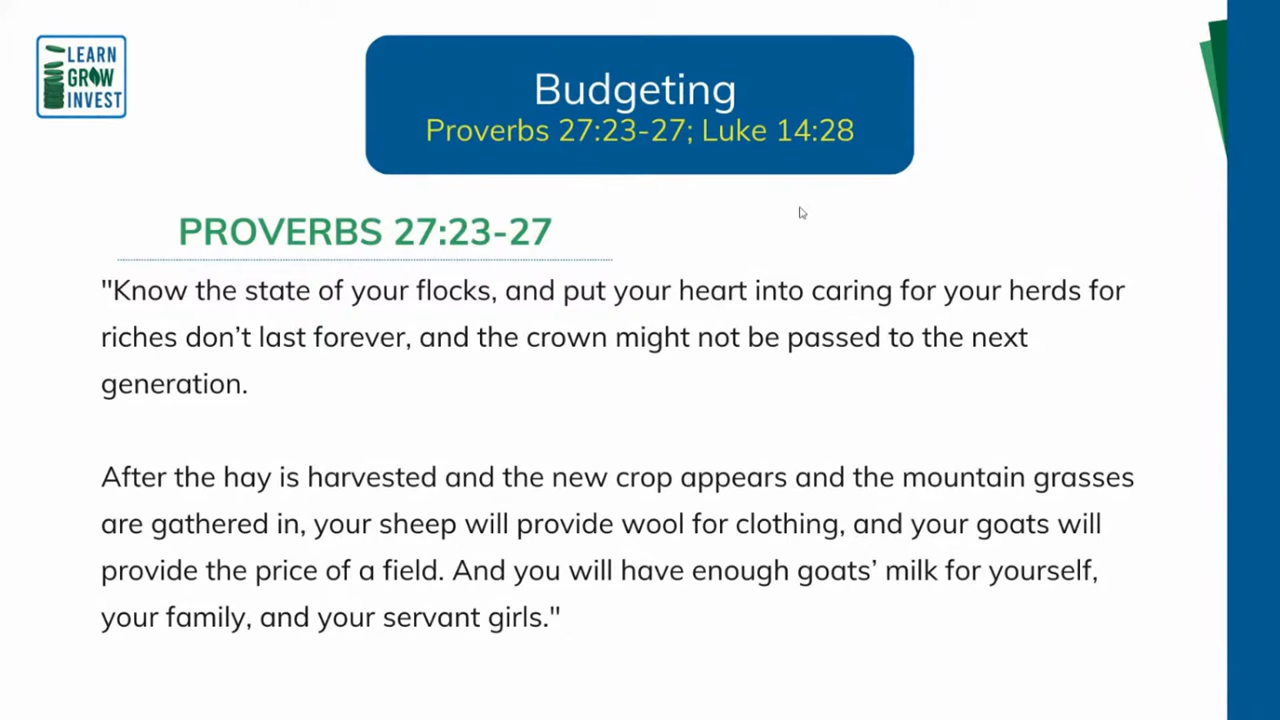 LEARN
GROW
INVEST
Budgeting
Proverbs 27:23-27; Luke 14:28
PROVERBS 27:23-27
"Know the state of your flocks, and put your heart into caring for your herds for
riches don’t last forever, and the crown might not be passed to the next
generation.
After the hay is harvested and the new crop appears and the mountain grasses
are gathered in, your sheep will provide wool for clothing, and your goats will
provide the price of a field. And you will have enough goats’ milk for yourself,
your family, and your servant girls."